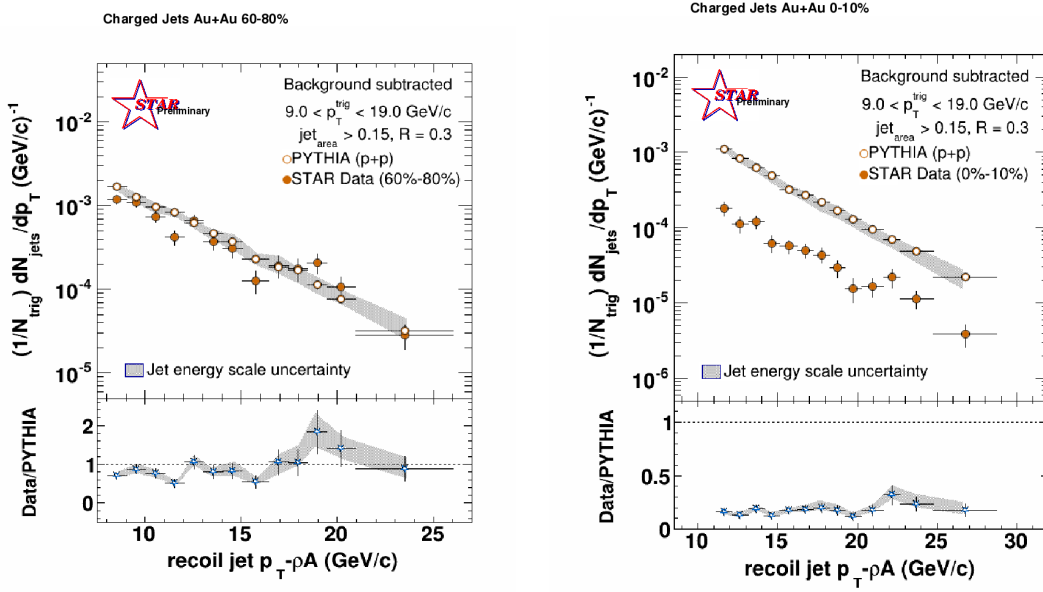 Charged Jets Au+Au 60-80%
Background subtracted
9.0 < p_T^trig < 19.0 GeV/c
jet_area > 0.15, R = 0.3
PYTHIA (p+p)
STAR Data (60%-80%)
STAR
Preliminary
(1/N_trig) dN_jets/dp_T (GeV/c)^-1
10^-2
10^-3
10^-4
10^-5
Jet energy scale uncertainty
Data/PYTHIA
2
1
0
10 15 20 25
recoil jet p_T-ρA (GeV/c)
Charged Jets Au+Au 0-10%
Background subtracted
9.0 < p_T^trig < 19.0 GeV/c
jet_area > 0.15, R = 0.3
PYTHIA (p+p)
STAR Data (0%-10%)
STAR
Preliminary
(1/N_trig) dN_jets/dp_T (GeV/c)^-1
10^-2
10^-3
10^-4
10^-5
10^-6
Jet energy scale uncertainty
Data/PYTHIA
1
0.5
0
10 15 20 25 30
recoil jet p_T-ρA (GeV/c)